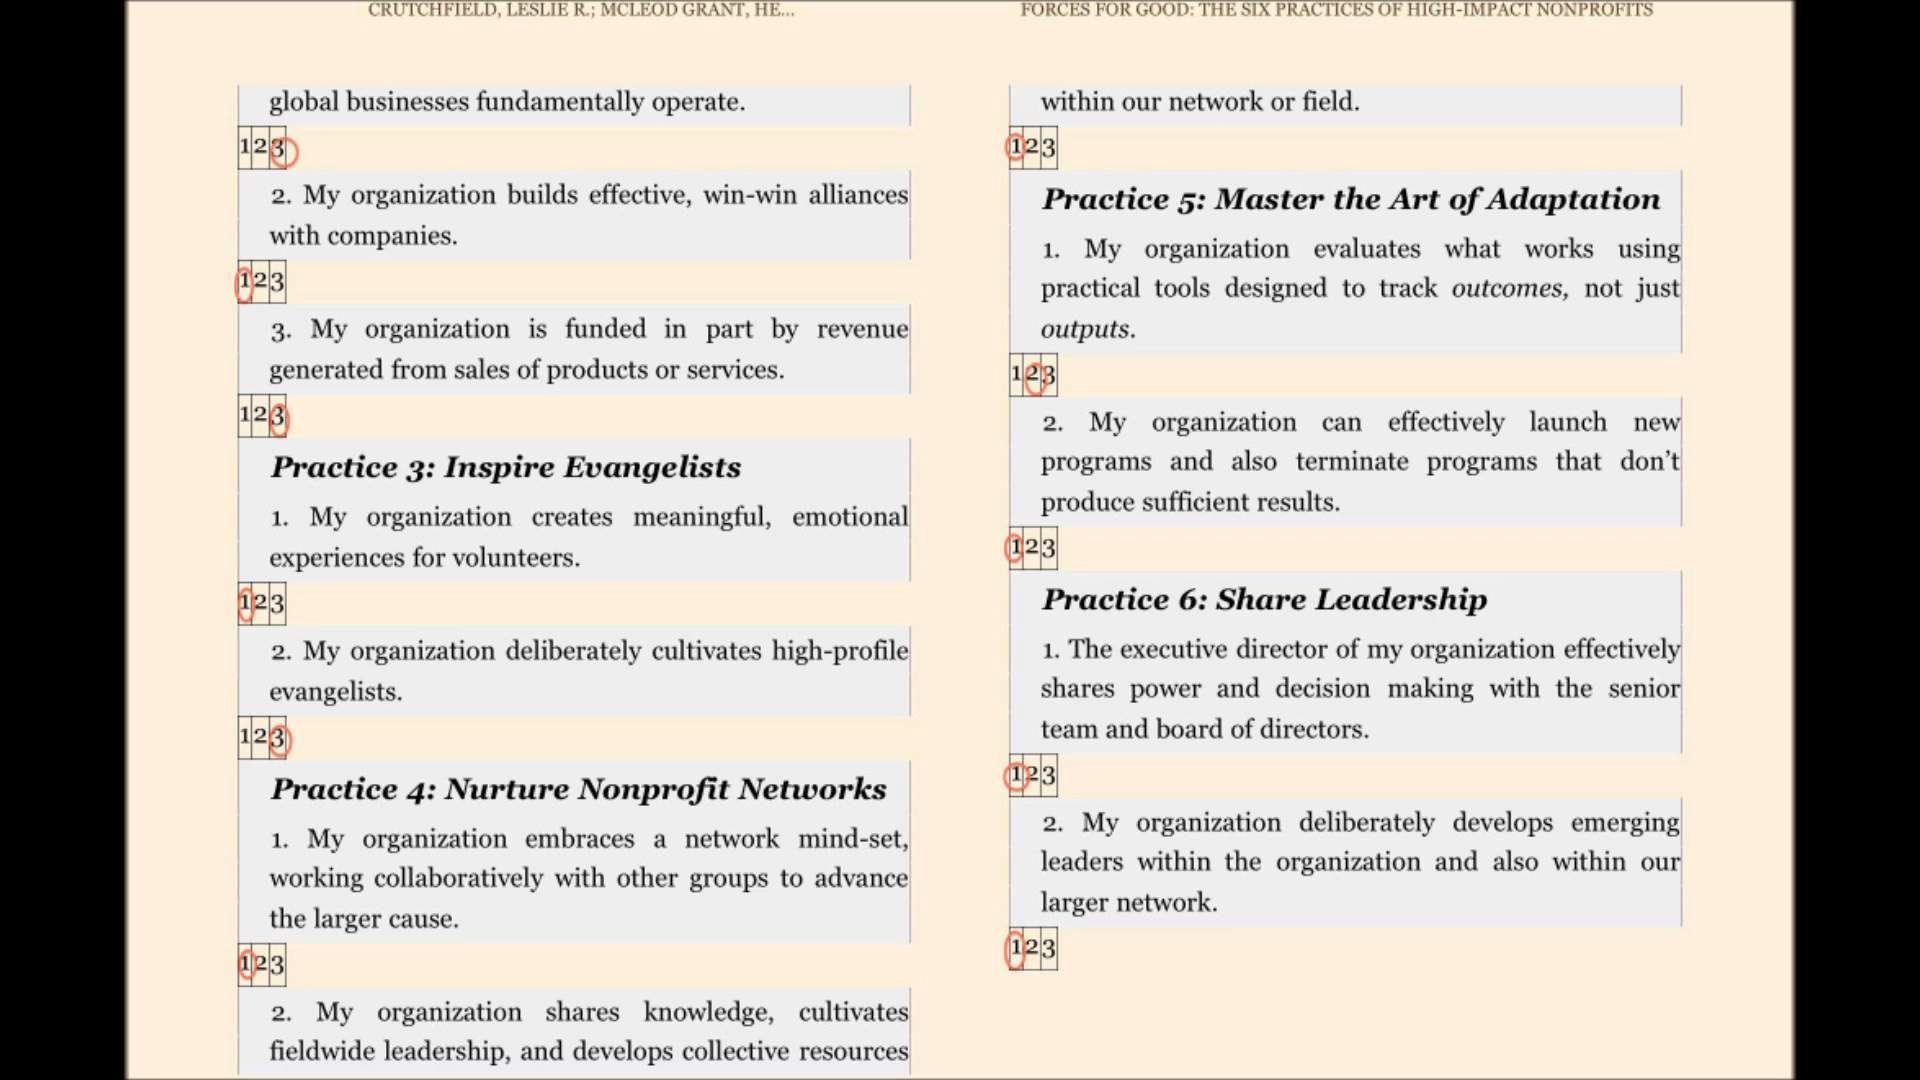 CRUTCHFIELD, LESLIE R.; MCLEOD GRANT, HE...
global businesses fundamentally operate.
123
2. My organization builds effective, win-win alliances
with companies.
123
3. My organization is funded in part by revenue
generated from sales of products or services.
123
Practice 3: Inspire Evangelists
1. My organization creates meaningful, emotional
experiences for volunteers.
123
2. My organization deliberately cultivates high-profile
evangelists.
123
Practice 4: Nurture Nonprofit Networks
1. My organization embraces a network mind-set,
working collaboratively with other groups to advance
the larger cause.
123
2. My organization shares knowledge, cultivates
fieldwide leadership, and develops collective resources
FORCES FOR GOOD: THE SIX PRACTICES OF HIGH-IMPACT NONPROFITS
within our network or field.
123
Practice 5: Master the Art of Adaptation
1. My organization evaluates what works using
practical tools designed to track outcomes, not just
outputs.
123
2. My organization can effectively launch new
programs and also terminate programs that don't
produce sufficient results.
123
Practice 6: Share Leadership
1. The executive director of my organization effectively
shares power and decision making with the senior
team and board of directors.
123
2. My organization deliberately develops emerging
leaders within the organization and also within our
larger network.
123